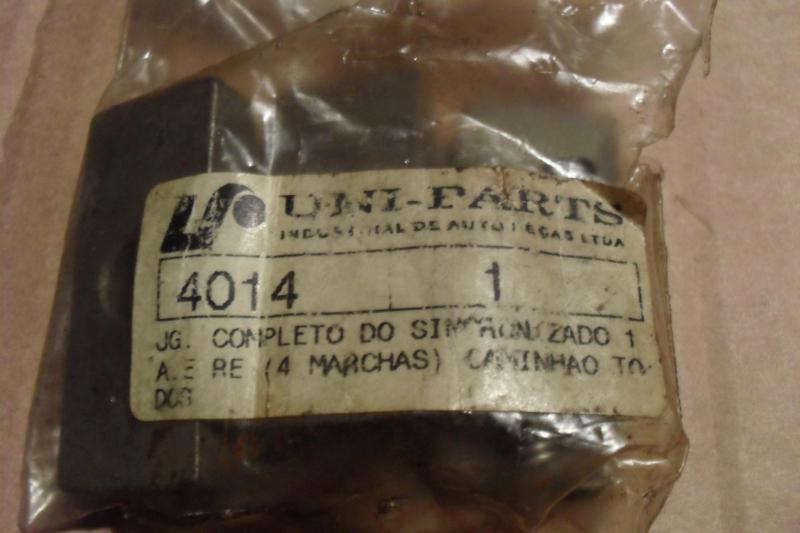 UNI-PARTS
INDUSTRIAL DE AUTO PEÇAS LTDA
4014 1
JG. COMPLETO DO SINCRONIZADO 1
A.E RE (4 MARCHAS) CAMINHAO TO
DOS